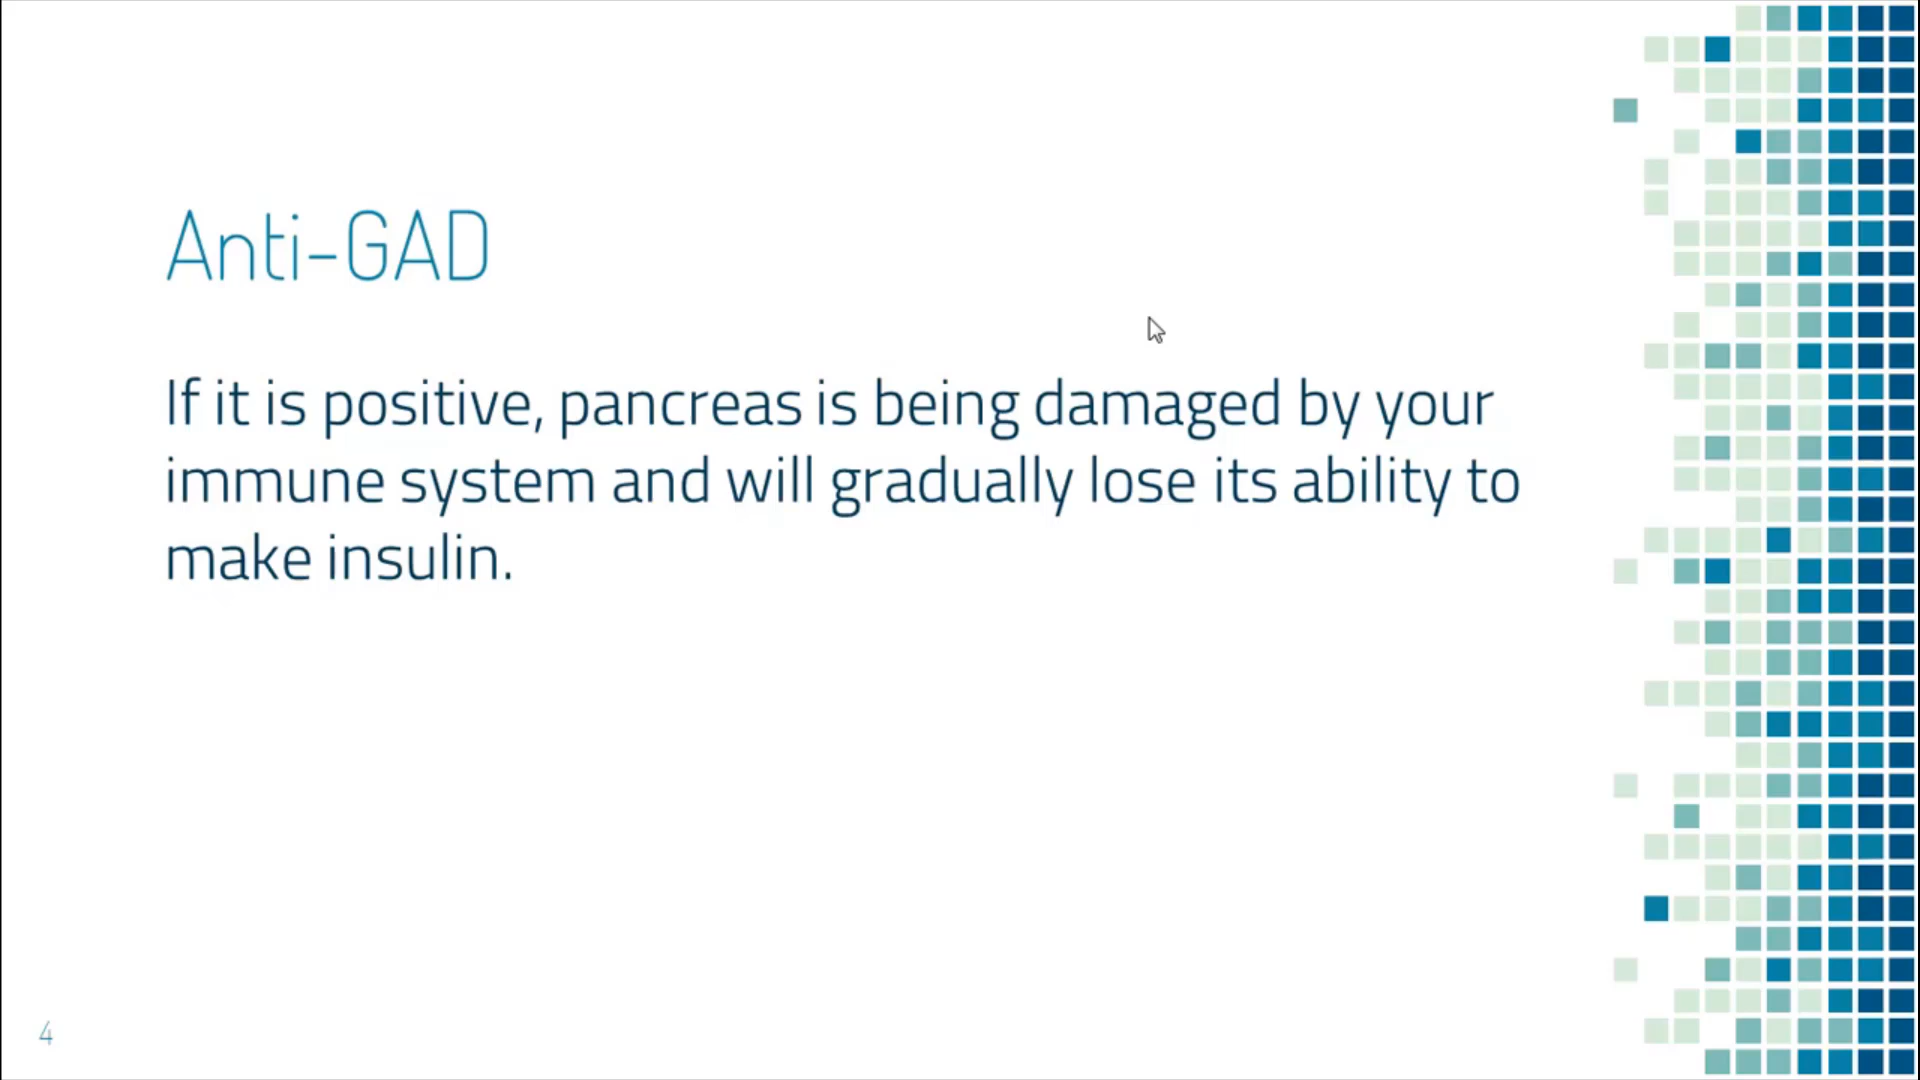 Anti-GAD
If it is positive, pancreas is being damaged by your
immune system and will gradually lose its ability to
make insulin.
4